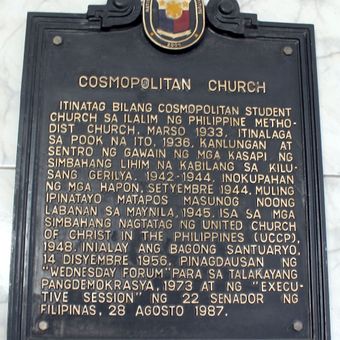 COSMOPOLITAN CHURCH
ITINATAG BILANG COSMOPOLITAN STUDENT
CHURCH SA ILALIM NG PHILIPPINE METHO-
DIST CHURCH, MARSO 1933. ITINALAGA
SA POOK NA ITO, 1936. KANLUNGAN AT
SENTRO NG GAWAIN NG MGA KASAPI NG
SIMBAHANG LIHIM NA KABILANG SA KILU-
SANG GERILYA, 1942-1944. INOKUPAHAN
NG MGA HAPON, SETYEMBRE 1944. MULING
IPINATAYO MATAPOS MASUNOG NOONG
LABANAN SA MAYNILA, 1945. ISA SA MGA
SIMBAHANG NAGTATAG NG UNITED CHURCH
OF CHRIST IN THE PHILIPPINES (UCCP),
1948. INIALAY ANG BAGONG SANTUARYO,
14 DISYEMBRE 1956. PINAGDAUSAN NG
"WEDNESDAY FORUM" PARA SA TALAKAYANG
PANGDEMOKRASYA, 1973 AT NG "EXECU-
TIVE SESSION" NG 22 SENADOR NG
PILIPINAS, 28 AGOSTO 1987.